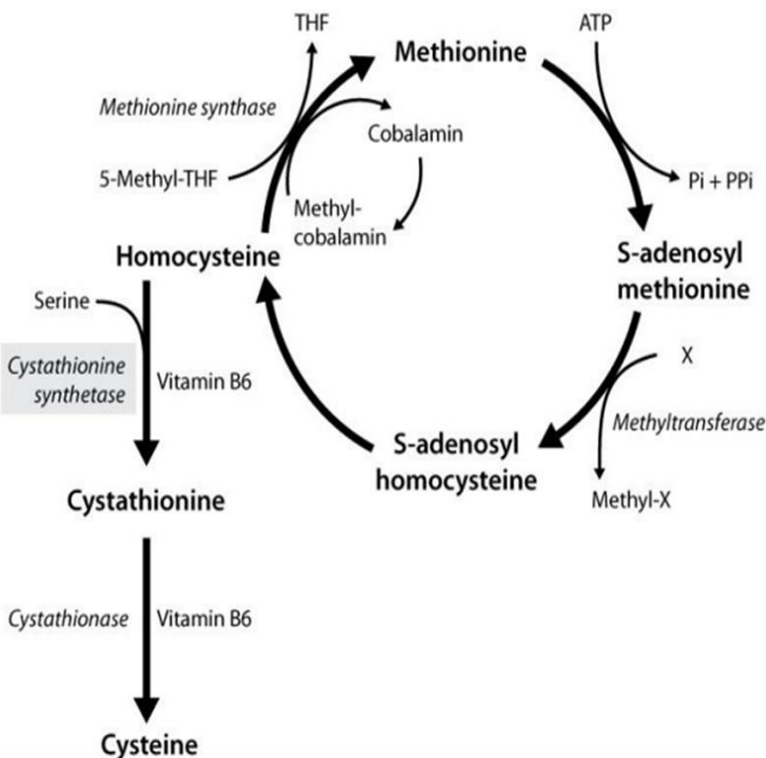 THF
ATP
Methionine
Methionine synthase
Cobalamin
5-Methyl-THF
Pi + PPi
Methyl-
cobalamin
Homocysteine
S-adenosyl
methionine
Serine
Cystathionine
synthetase
Vitamin B6
X
Methyltransferase
S-adenosyl
homocysteine
Methyl-X
Cystathionine
Cystathionase
Vitamin B6
Cysteine